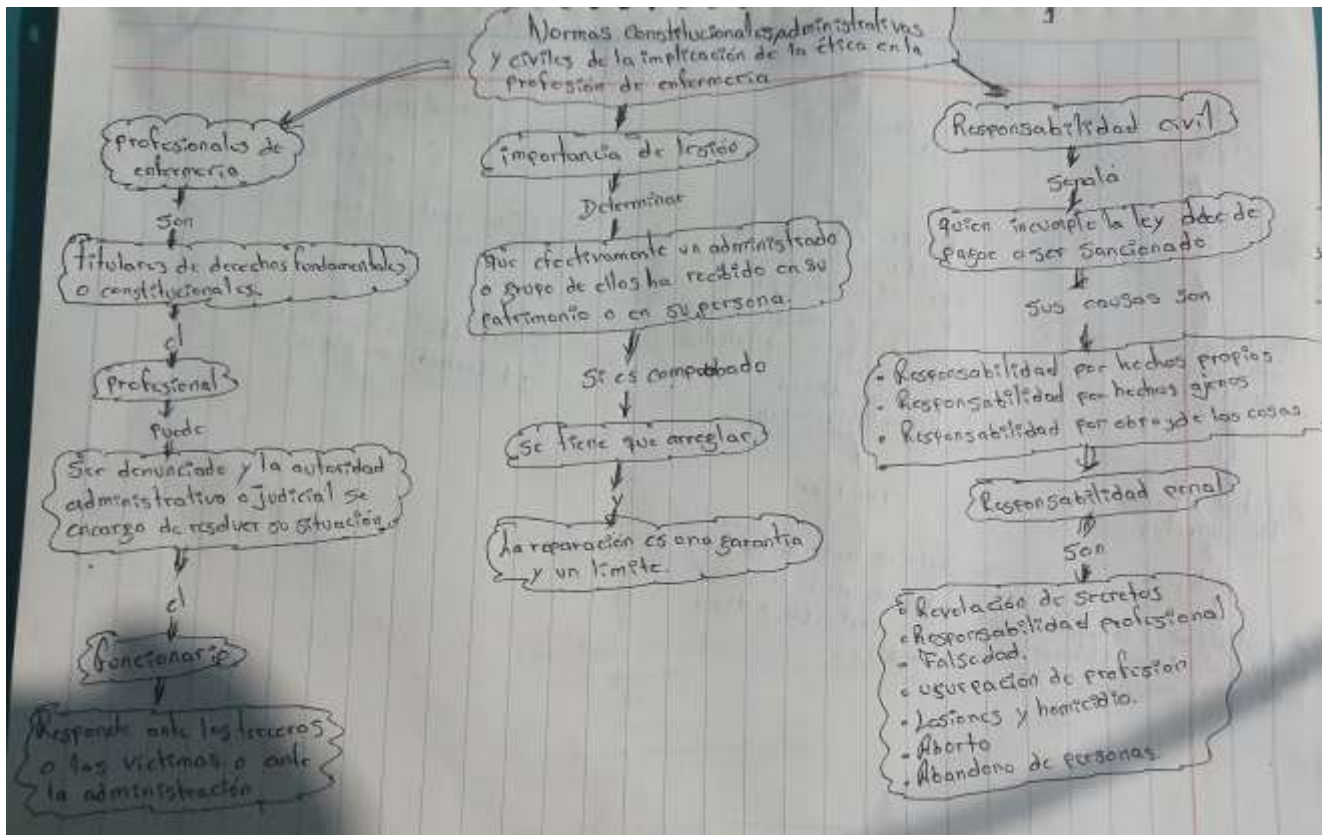 1
Normas Constitucionales, administrativas
y civiles de la implicación de la ética en la
Profesión de enfermería
Profesionales de
enfermería
Son
titulares de derechos fundamentales
o constitucionales.
el
Profesional
Puede
Ser denunciado y la autoridad
administrativa o judicial se
encarga de resolver su situación.
el
funcionario
Responde ante los terceros
o las victimas o ante
la administración
importancia de lesión
Determinar
que efectivamente un administrado
o grupo de ellos ha recibido en su
Patrimonio o en su persona.
Si es comprobado
Se tiene que arreglar
y
La reparación es una garantía
y un límite.
Responsabilidad civil
Señala
quien incumple la ley debe de
pagar o ser Sancionado
Sus causas son
- Responsabilidad por hechos propios
- Responsabilidad por hechos ajenos
- Responsabilidad por obra de las cosas.
Responsabilidad penal
Son
• Revelación de secretos
• Responsabilidad profesional
- Falsedad.
• usurpación de profesión
- Lesiones y homicidio.
- Aborto
- Abandono de personas.